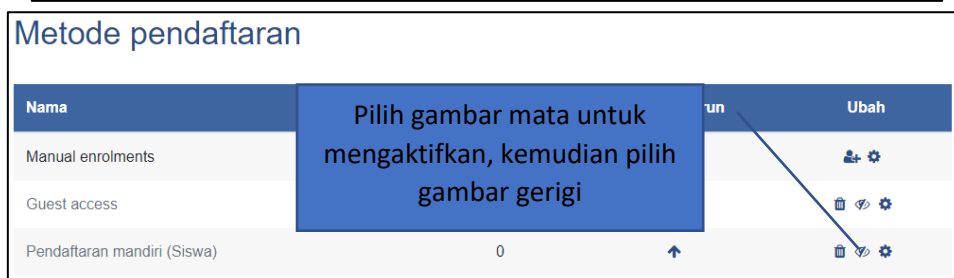 Metode pendaftaran
Nama
run
Ubah
Pilih gambar mata untuk
mengaktifkan, kemudian pilih
gambar gerigi
Manual enrolments
Guest access
Pendaftaran mandiri (Siswa)
0